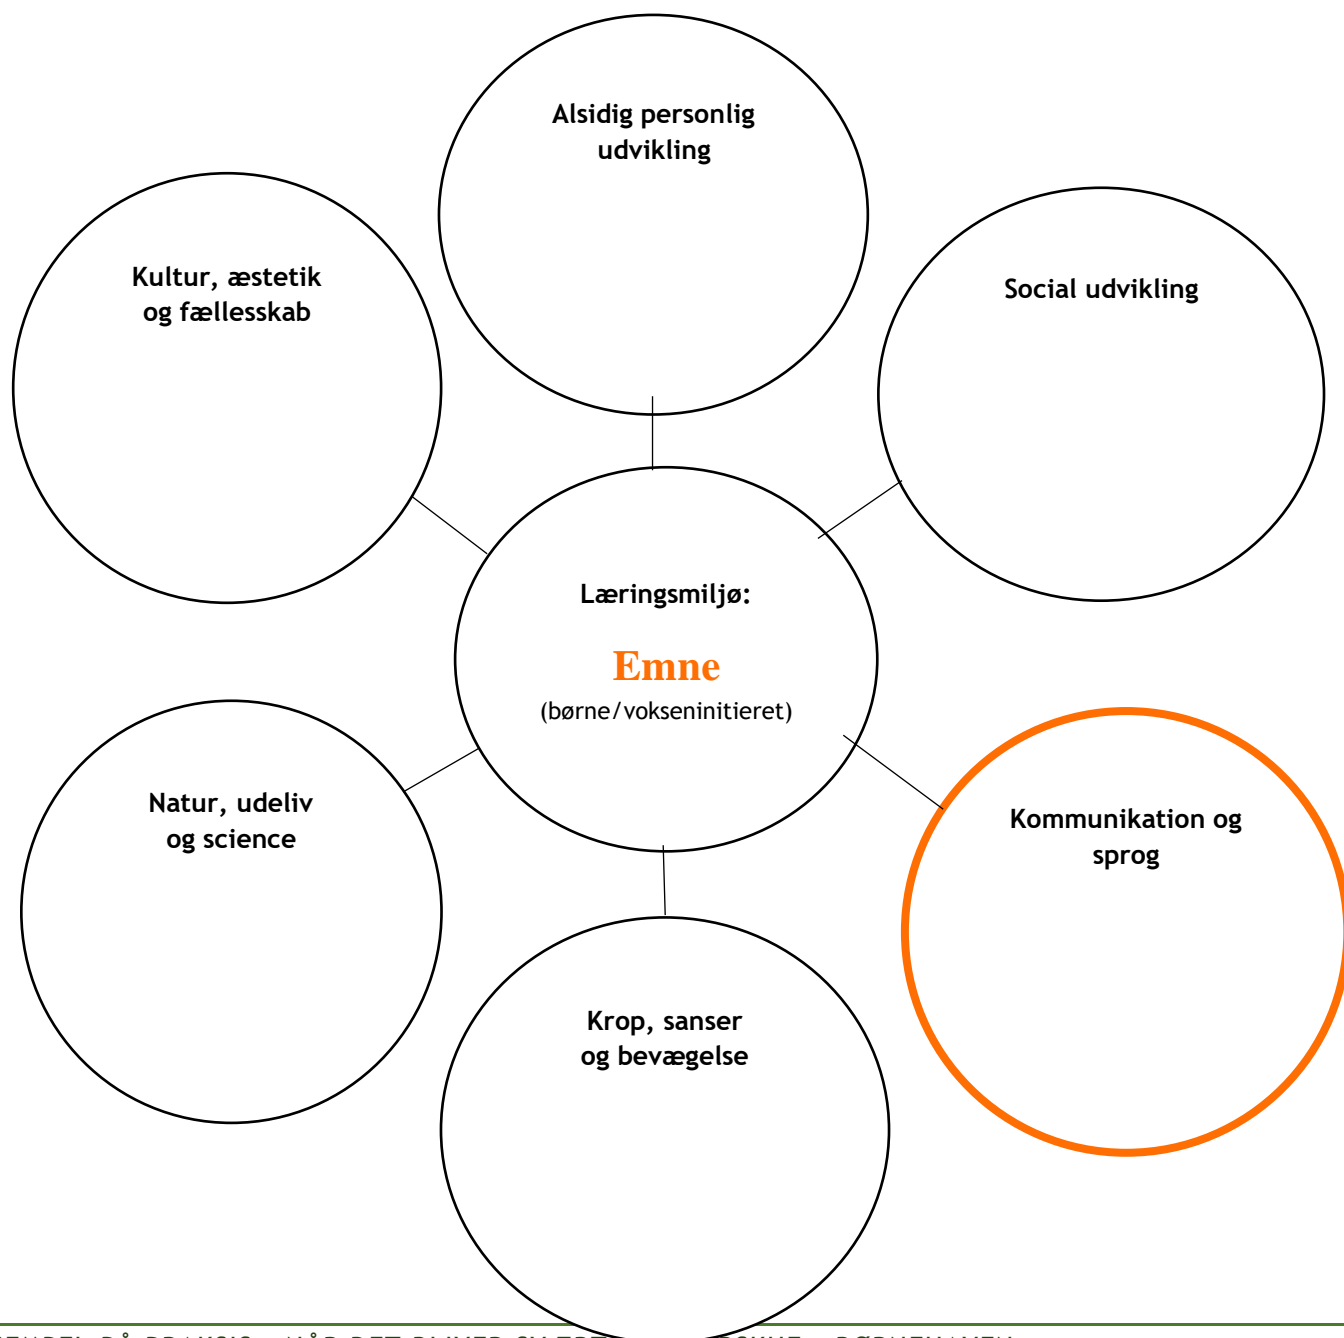 Alsidig personlig
udvikling
Kultur, æstetik
og fællesskab
Social udvikling
Læringsmiljø:
Emne
(børne/vokseninitieret)
Natur, udeliv
og science
Kommunikation og
sprog
Krop, sanser
og bevægelse